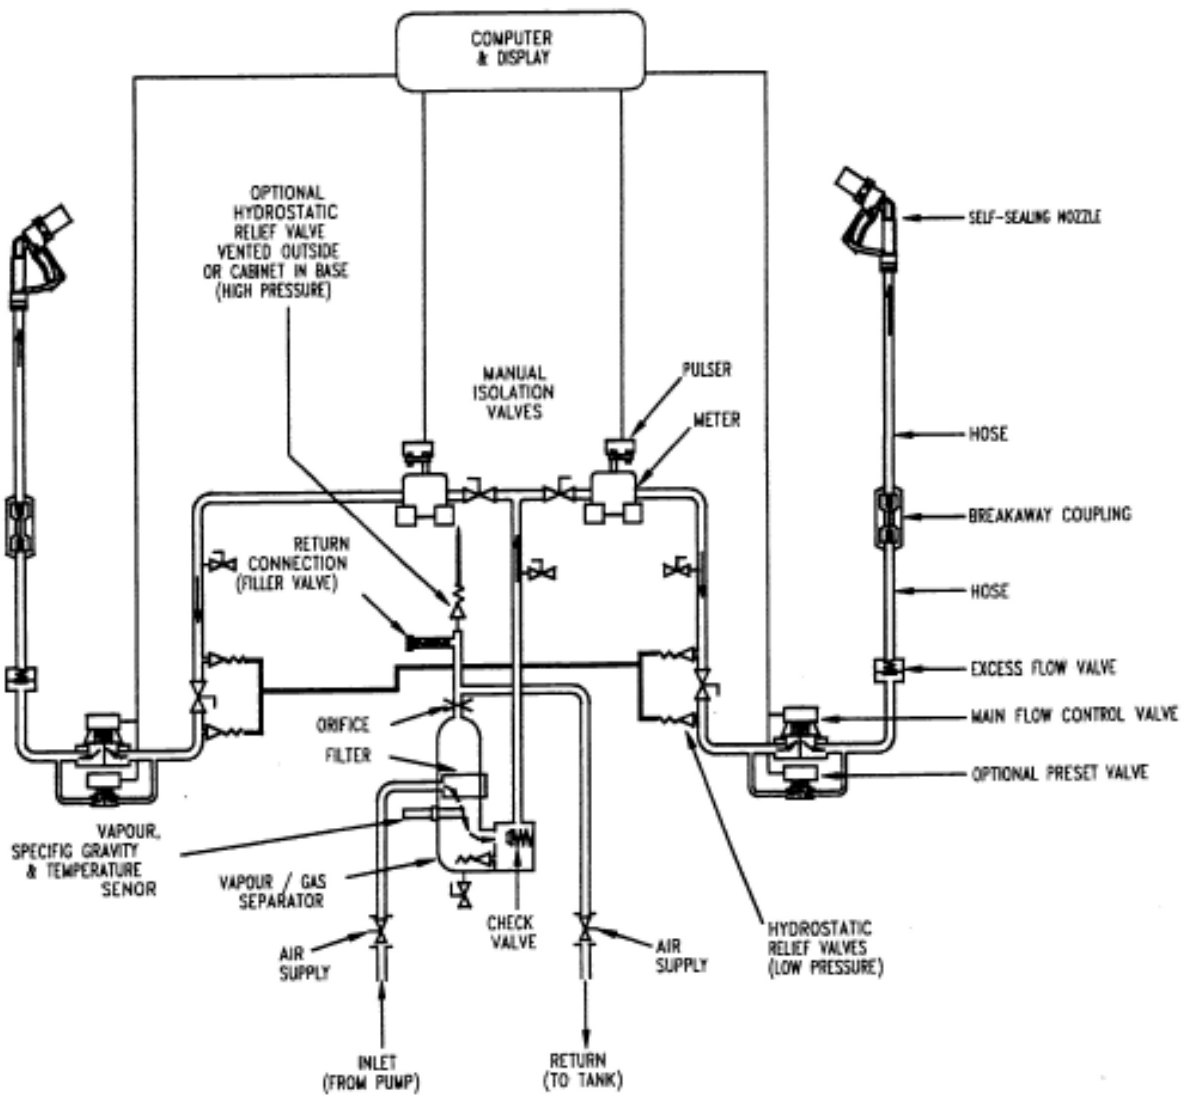 COMPUTER
& DISPLAY
OPTIONAL
HYDROSTATIC
RELIEF VALVE
VENTED OUTSIDE
OR CABINET IN BASE
(HIGH PRESSURE)
SELF-SEALING NOZZLE
MANUAL
ISOLATION
VALVES
PULSER
METER
HOSE
BREAKAWAY COUPLING
RETURN
CONNECTION
(FILLER VALVE)
HOSE
EXCESS FLOW VALVE
ORIFICE
MAIN FLOW CONTROL VALVE
FILTER
OPTIONAL PRESET VALVE
VAPOUR,
SPECIFIG GRAVITY
& TEMPERATURE
SENOR
VAPOUR / GAS
SEPARATOR
CHECK
VALVE
HYDROSTATIC
RELIEF VALVES
(LOW PRESSURE)
AIR
SUPPLY
AIR
SUPPLY
INLET
(FROM PUMP)
RETURN
(TO TANK)